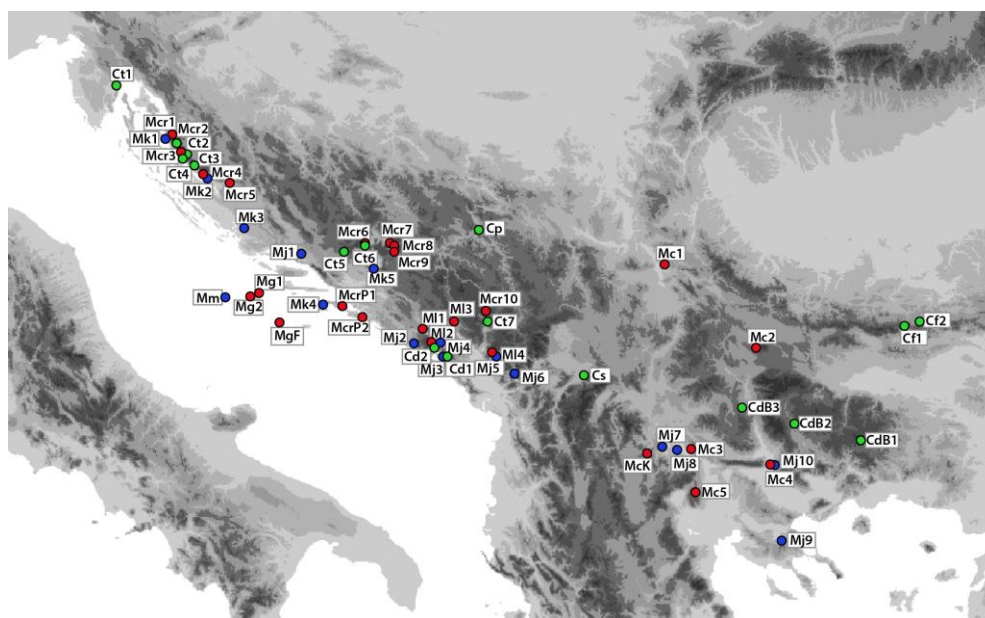 Ct1
Mcr1
Mcr2
Mk1
Ct2
Mcr3
Ct3
Ct4
Mcr4
Mk2
Mcr5
Mk3
Cp
Mcr6
Mcr7
Mj1
Mcr8
Ct6
Mcr9
Ct5
Mk5
Mc1
Mg1
Mm
Mg2
Mk4
McrP1
Ml3
Mcr10
MgF
McrP2
Ml1
Ct7
Cf2
Cf1
Ml2
Mc2
Mj2
Mj4
Cd2
Ml4
Mj3
Cd1
Mj5
Mj6
Cs
CdB3
CdB2
CdB1
Mj7
Mc3
McK
Mj8
Mj10
Mc4
Mc5
Mj9